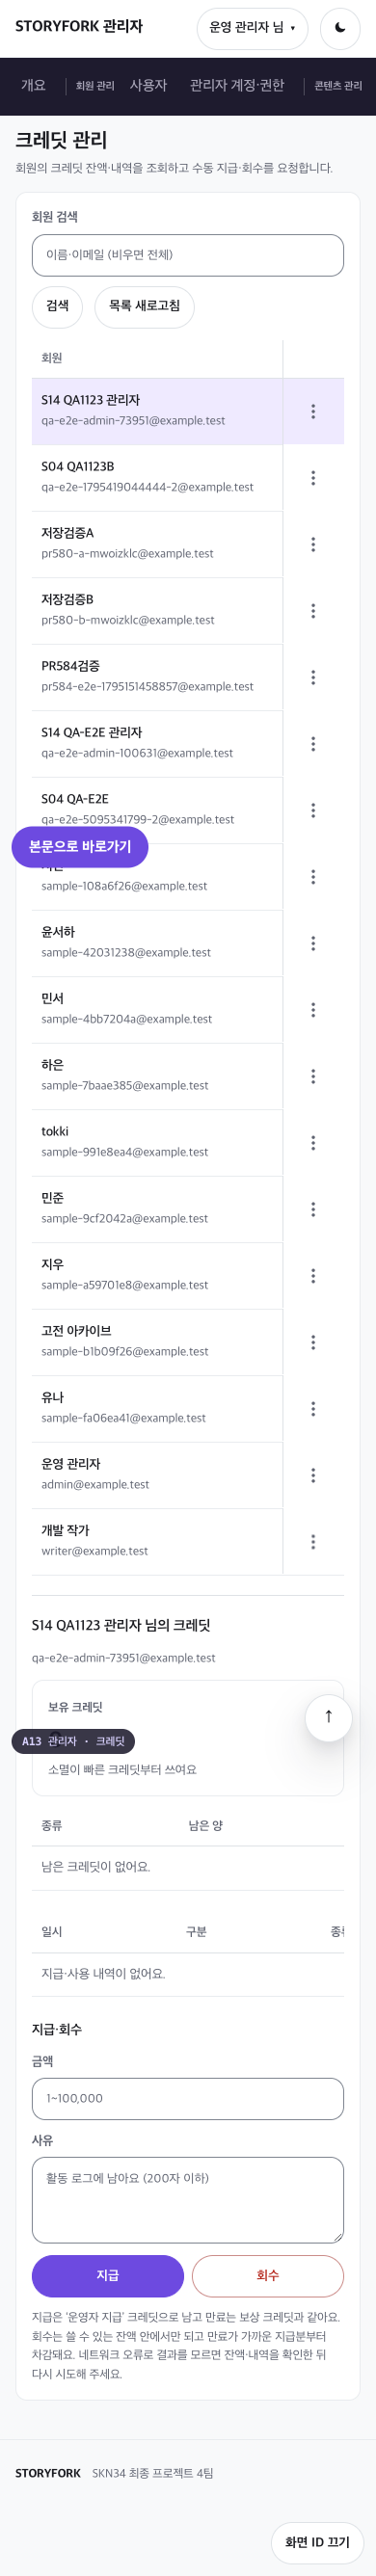 STORYFORK 관리자
운영 관리자 님 ▾
개요
회원 관리
사용자
관리자 계정·권한
콘텐츠 관리
크레딧 관리
회원의 크레딧 잔액·내역을 조회하고 수동 지급·회수를 요청합니다.
회원 검색
이름·이메일 (비우면 전체)
검색
목록 새로고침
회원
S14 QA1123 관리자
qa-e2e-admin-73951@example.test
S04 QA1123B
qa-e2e-1795419044444-2@example.test
저장검증A
pr580-a-mwoizklc@example.test
저장검증B
pr580-b-mwoizklc@example.test
PR584검증
pr584-e2e-1795151458857@example.test
S14 QA-E2E 관리자
qa-e2e-admin-100631@example.test
S04 QA-E2E
qa-e2e-5095341799-2@example.test
본문으로 바로가기
sample-108a6f26@example.test
윤서하
sample-42031238@example.test
민서
sample-4bb7204a@example.test
하은
sample-7baae385@example.test
tokki
sample-991e8ea4@example.test
민준
sample-9cf2042a@example.test
지우
sample-a59701e8@example.test
고전 아카이브
sample-b1b09f26@example.test
유나
sample-fa06ea41@example.test
운영 관리자
admin@example.test
개발 작가
writer@example.test
S14 QA1123 관리자 님의 크레딧
qa-e2e-admin-73951@example.test
보유 크레딧
↑
A13 관리자 · 크레딧
소멸이 빠른 크레딧부터 쓰여요
종류 남은 양
남은 크레딧이 없어요.
일시 구분
지급·사용 내역이 없어요.
지급·회수
금액
1~100,000
사유
활동 로그에 남아요 (200자 이하)
지급
회수
지급은 '운영자 지급' 크레딧으로 남고 만료는 보상 크레딧과 같아요.
회수는 쓸 수 있는 잔액 안에서만 되고 만료가 가까운 지급분부터
차감돼요. 네트워크 오류로 결과를 모르면 잔액·내역을 확인한 뒤
다시 시도해 주세요.
STORYFORK SKN34 최종 프로젝트 4팀
화면 ID 끄기